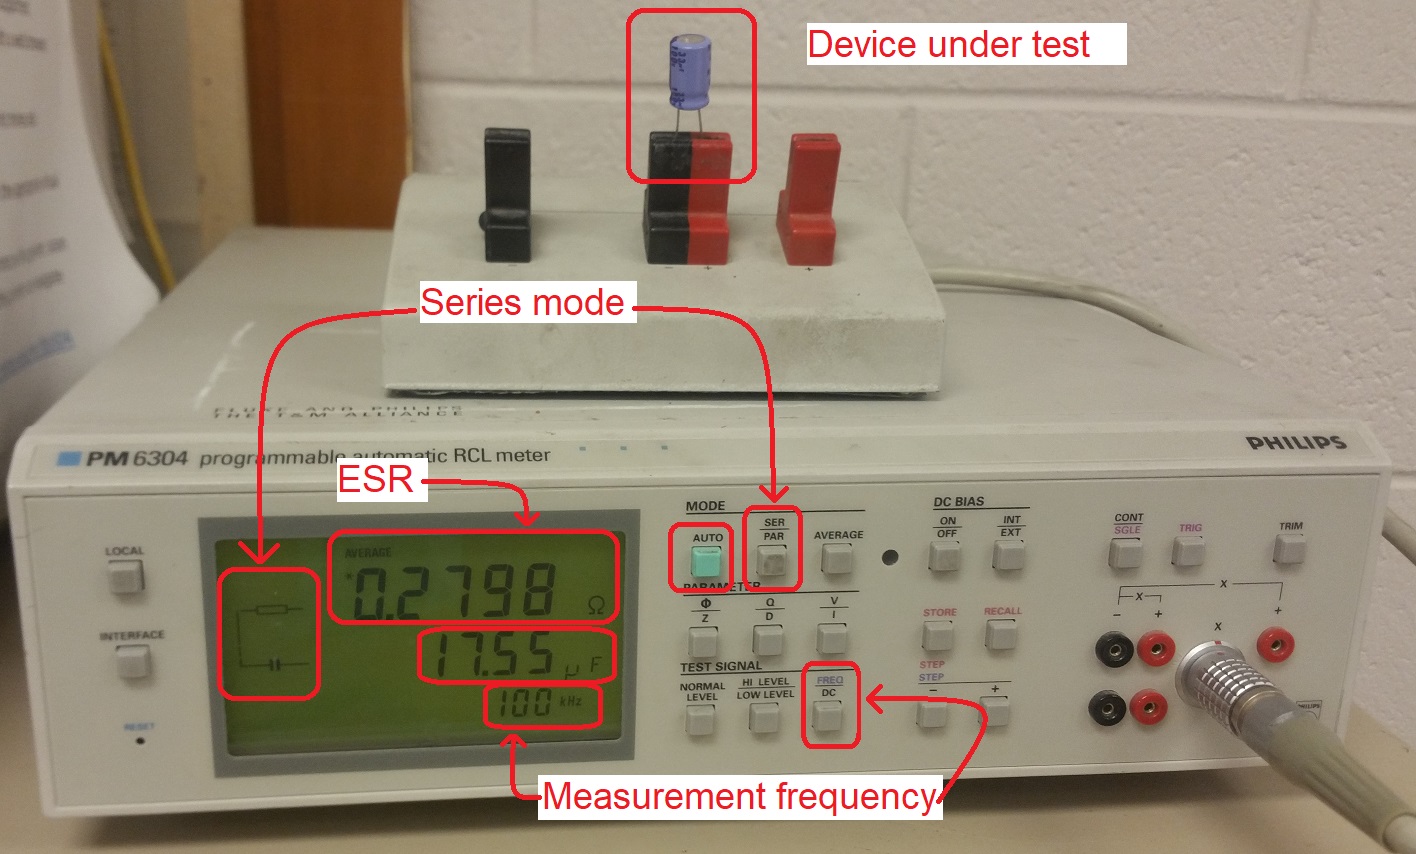 Device under test
Series mode
FLUKE AND PHILIPS
THE T&M ALLIANCE
PM 6304 programmable automatic RCL meter
PHILIPS
ESR
LOCAL
INTERFACE
RESET
AVERAGE
0.2798 Ω
17.55 μF
100 kHz
MODE
AUTO
SER
PAR
AVERAGE
PARAMETER
Φ
Z
Q
D
V
I
TEST SIGNAL
NORMAL
LEVEL
HI LEVEL
LOW LEVEL
FREQ
DC
DC BIAS
ON
OFF
INT
EXT
STORE
RECALL
STEP
STEP
−
+
CONT
SGLE
TRIG
TRIM
X
X
− + +
X
PHILIPS
Measurement frequency